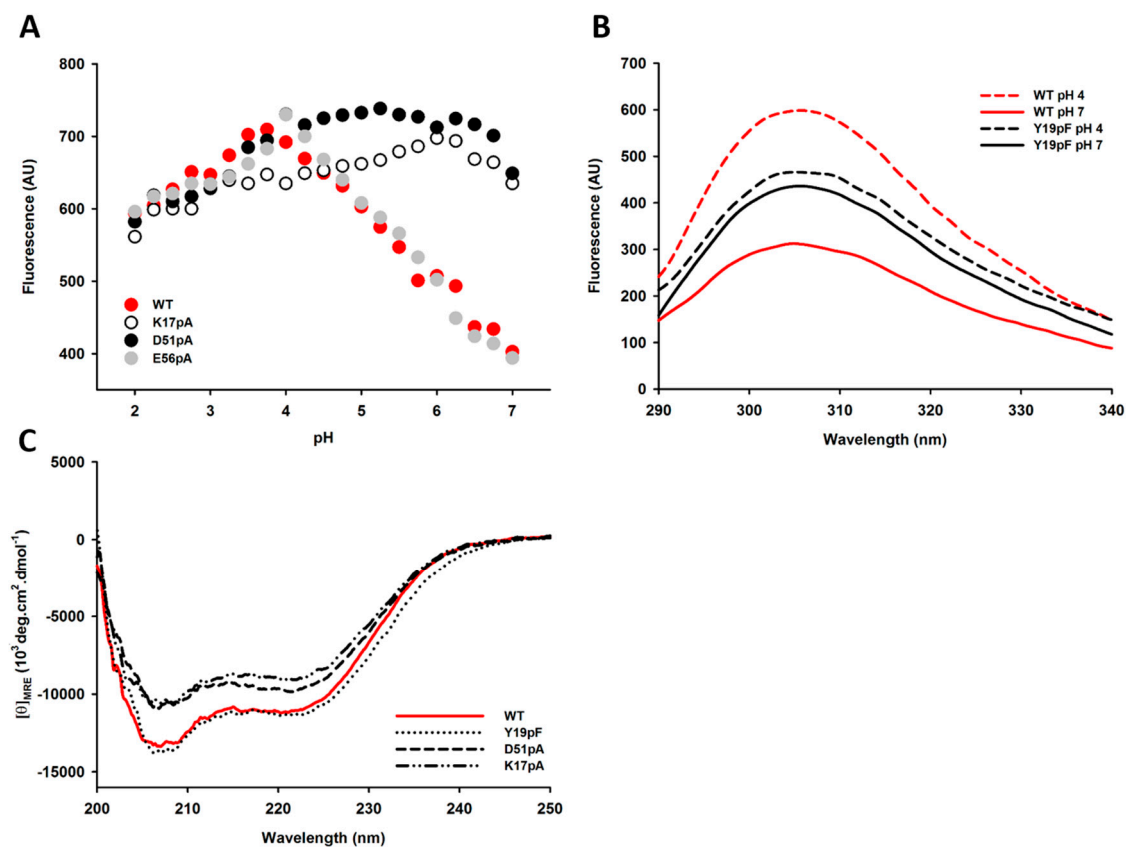 A
800
700
600
500
400
Fluorescence (AU)
WT
K17pA
D51pA
E56pA
2 3 4 5 6 7
pH
B
700
600
500
400
300
200
100
0
Fluorescence (AU)
WT pH 4
WT pH 7
Y19pF pH 4
Y19pF pH 7
290 300 310 320 330 340
Wavelength (nm)
C
5000
0
-5000
-10000
-15000
[θ]MRE (10³ deg.cm².dmol⁻¹)
WT
Y19pF
D51pA
K17pA
200 210 220 230 240 250
Wavelength (nm)